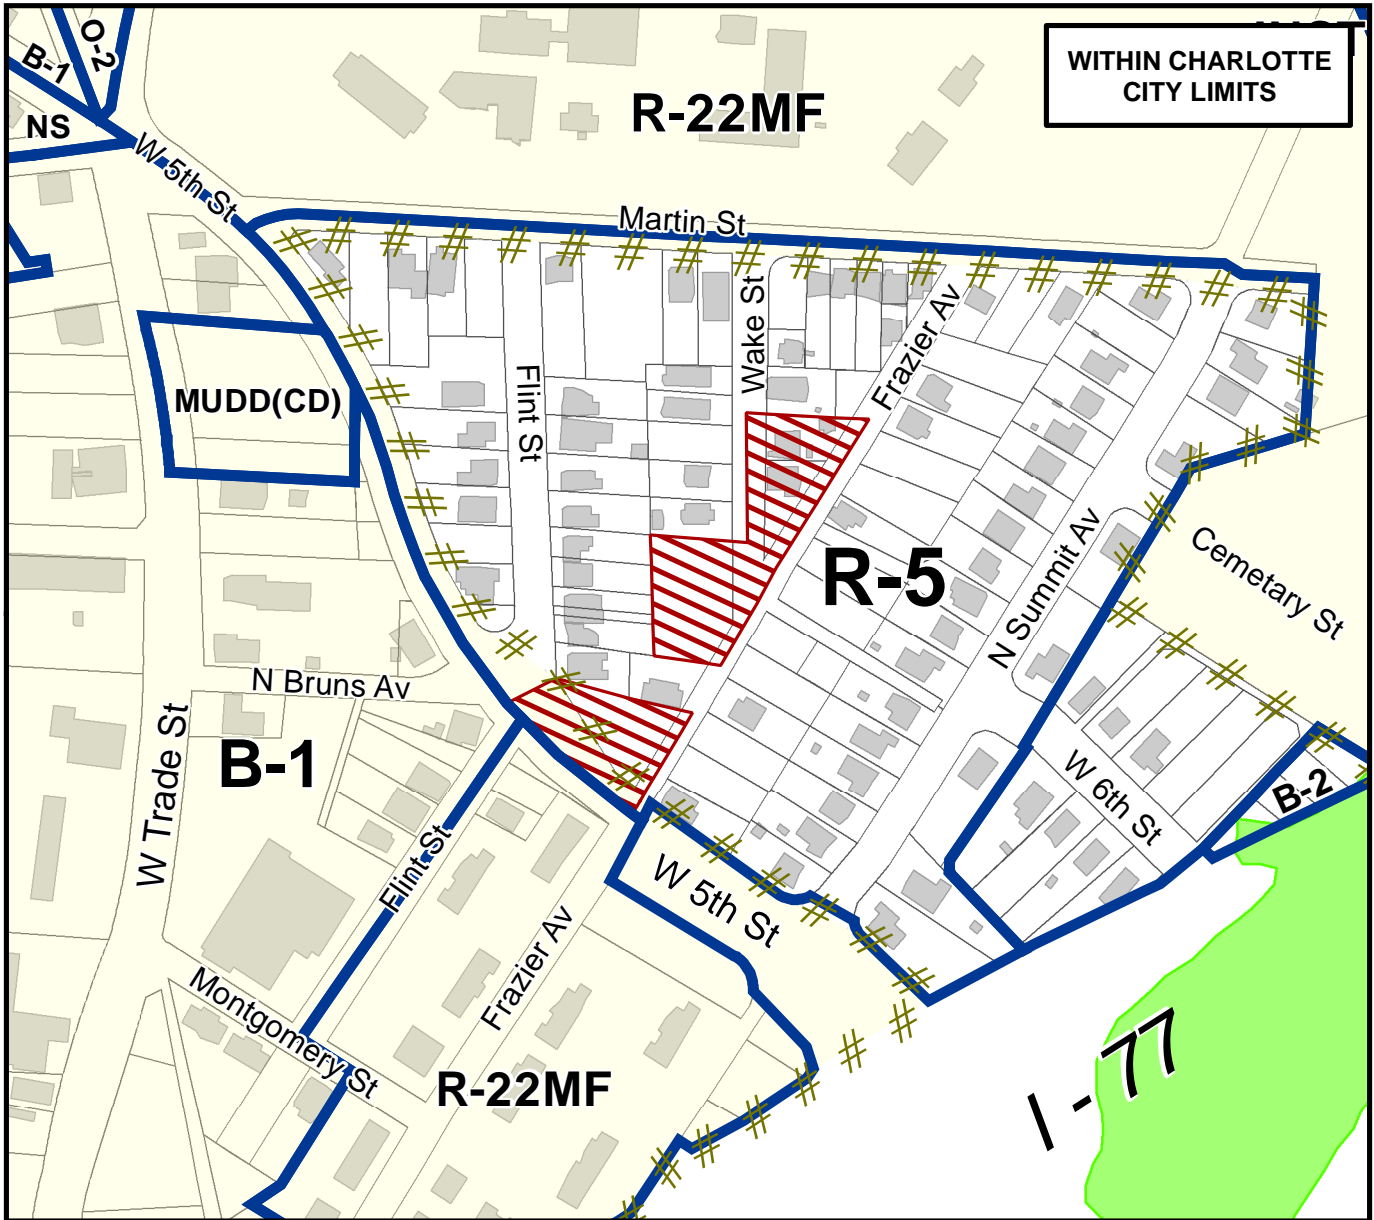 O-2
B-1
NS
WITHIN CHARLOTTE
CITY LIMITS
R-22MF
W 5th St
Martin St
Wake St
Frazier Av
Flint St
MUDD(CD)
R-5
N Summit Av
Cemetary St
N Bruns Av
W Trade St
B-1
W 6th St
B-2
Flint St
W 5th St
Frazier Av
Montgomery St
R-22MF
I - 77